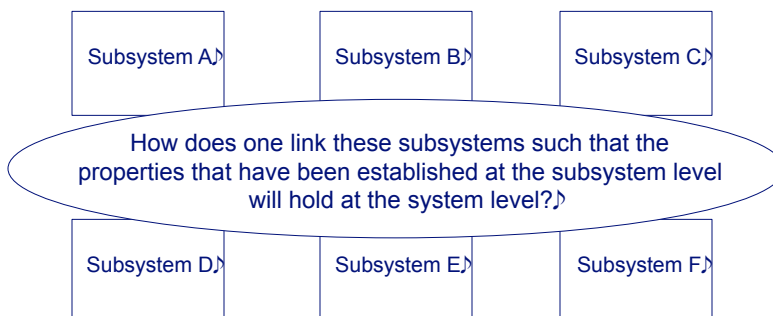 Subsystem A♪
Subsystem B♪
Subsystem C♪
How does one link these subsystems such that the
properties that have been established at the subsystem level
will hold at the system level?♪
Subsystem D♪
Subsystem E♪
Subsystem F♪